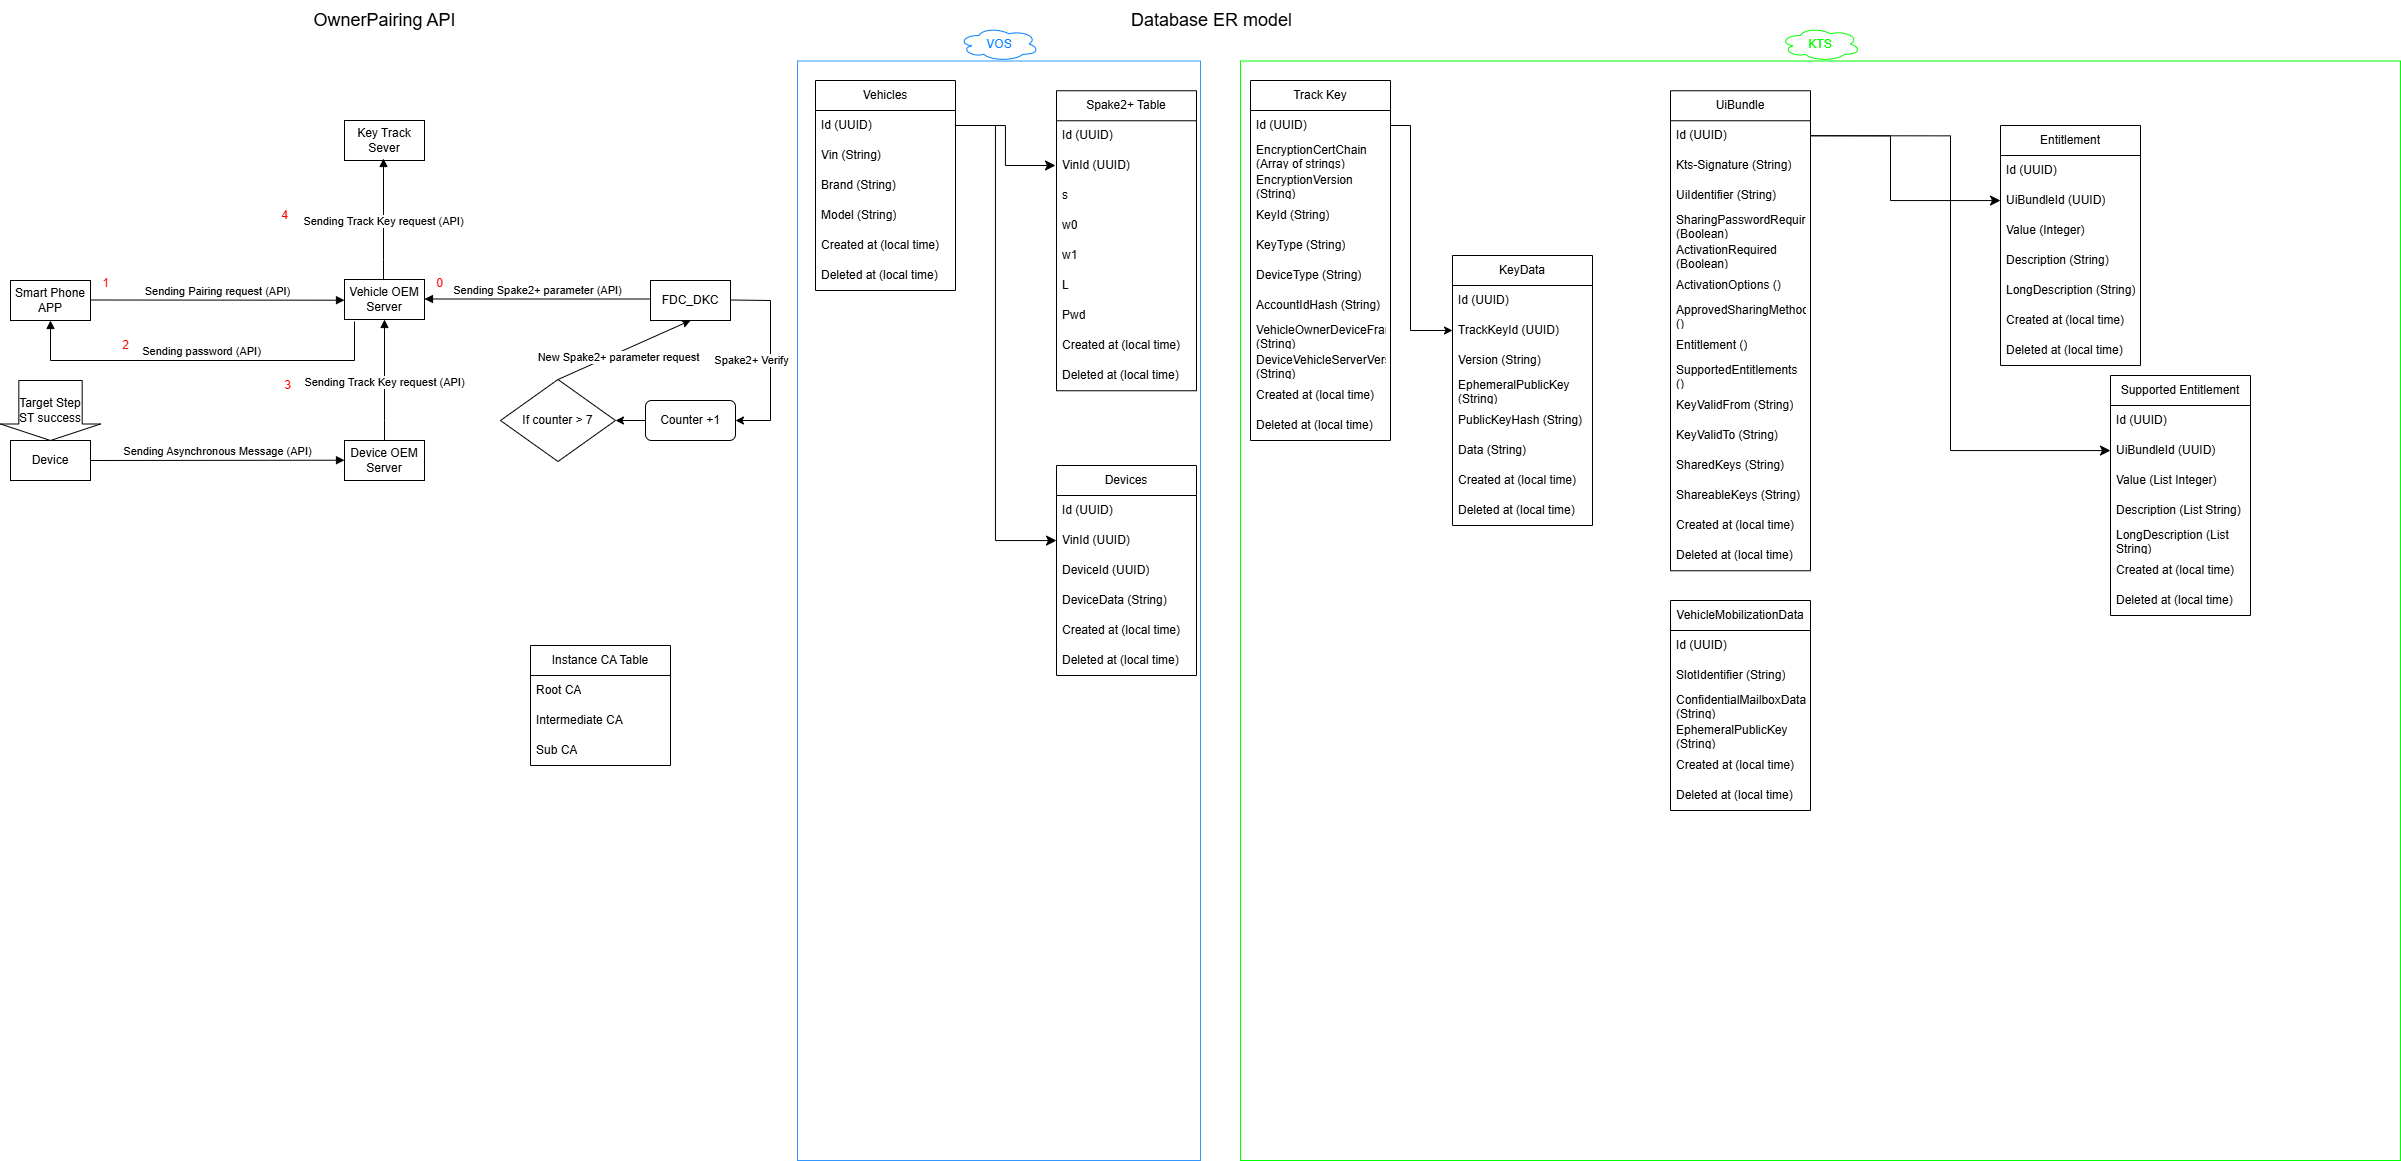 OwnerPairing API
Database ER model
VOS
KTS
Key Track
Sever
4
Sending Track Key request (API)
Smart Phone
APP
1
Sending Pairing request (API)
Vehicle OEM
Server
0
Sending Spake2+ parameter (API)
FDC_DKC
2
Sending password (API)
New Spake2+ parameter request
Spake2+ Verify
3
Sending Track Key request (API)
Target Step
ST success
If counter > 7
Counter +1
Device
Sending Asynchronous Message (API)
Device OEM
Server
Instance CA Table
Root CA
Intermediate CA
Sub CA
Vehicles
Id (UUID)
Vin (String)
Brand (String)
Model (String)
Created at (local time)
Deleted at (local time)
Spake2+ Table
Id (UUID)
VinId (UUID)
s
w0
w1
L
Pwd
Created at (local time)
Deleted at (local time)
Devices
Id (UUID)
VinId (UUID)
DeviceId (UUID)
DeviceData (String)
Created at (local time)
Deleted at (local time)
Track Key
Id (UUID)
EncryptionCertChain
(Array of strings)
EncryptionVersion
(String)
KeyId (String)
KeyType (String)
DeviceType (String)
AccountIdHash (String)
VehicleOwnerDeviceFra
(String)
DeviceVehicleServerVer
(String)
Created at (local time)
Deleted at (local time)
KeyData
Id (UUID)
TrackKeyId (UUID)
Version (String)
EphemeralPublicKey
(String)
PublicKeyHash (String)
Data (String)
Created at (local time)
Deleted at (local time)
UiBundle
Id (UUID)
Kts-Signature (String)
UiIdentifier (String)
SharingPasswordRequir
(Boolean)
ActivationRequired
(Boolean)
ActivationOptions ()
ApprovedSharingMethod
()
Entitlement ()
SupportedEntitlements
()
KeyValidFrom (String)
KeyValidTo (String)
SharedKeys (String)
ShareableKeys (String)
Created at (local time)
Deleted at (local time)
VehicleMobilizationData
Id (UUID)
SlotIdentifier (String)
ConfidentialMailboxData
(String)
EphemeralPublicKey
(String)
Created at (local time)
Deleted at (local time)
Entitlement
Id (UUID)
UiBundleId (UUID)
Value (Integer)
Description (String)
LongDescription (String)
Created at (local time)
Deleted at (local time)
Supported Entitlement
Id (UUID)
UiBundleId (UUID)
Value (List Integer)
Description (List String)
LongDescription (List
String)
Created at (local time)
Deleted at (local time)